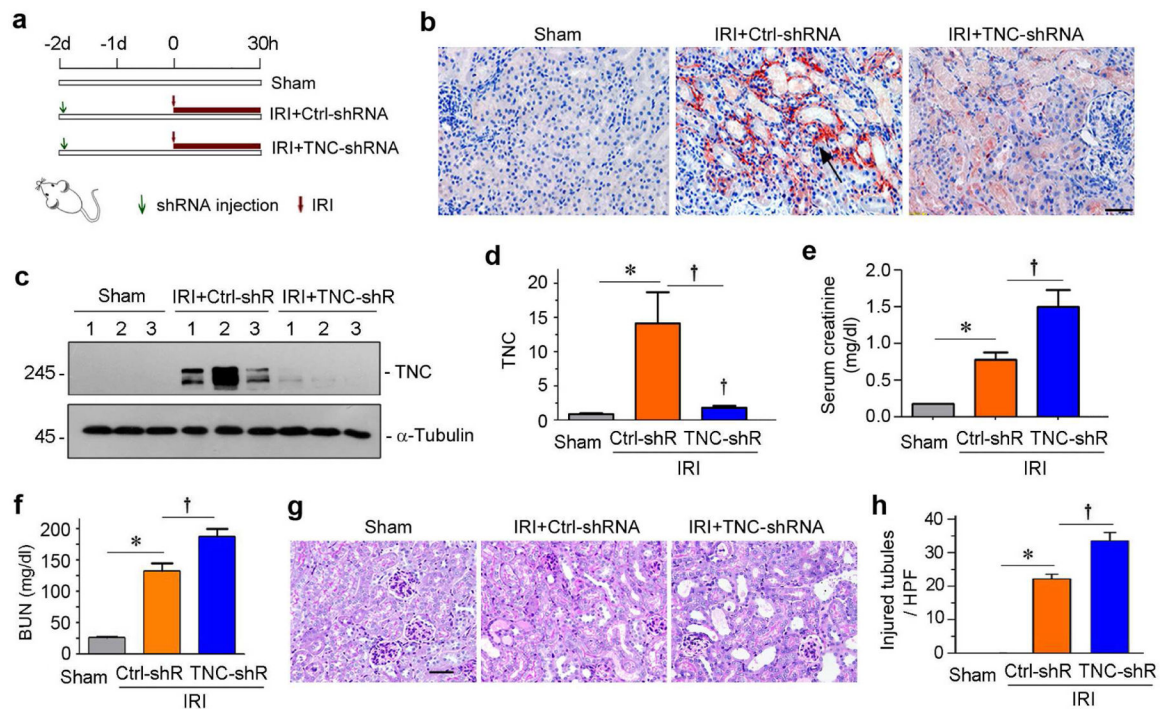 a
-2d -1d 0 30h
Sham
IRI+Ctrl-shRNA
IRI+TNC-shRNA
shRNA injection IRI
b
Sham IRI+Ctrl-shRNA IRI+TNC-shRNA
c
Sham IRI+Ctrl-shR IRI+TNC-shR
1 2 3 1 2 3 1 2 3
245 - - TNC
45 - - α-Tubulin
d
TNC
20
15
10
5
0
* †
†
Sham Ctrl-shR TNC-shR
IRI
e
Serum creatinine
(mg/dl)
2.0
1.5
1.0
0.5
0.0
* †
Sham Ctrl-shR TNC-shR
IRI
f
BUN (mg/dl)
200
150
100
50
0
* †
Sham Ctrl-shR TNC-shR
IRI
g
Sham IRI+Ctrl-shRNA IRI+TNC-shRNA
h
Injured tubules
/ HPF
40
30
20
10
0
* †
Sham Ctrl-shR TNC-shR
IRI